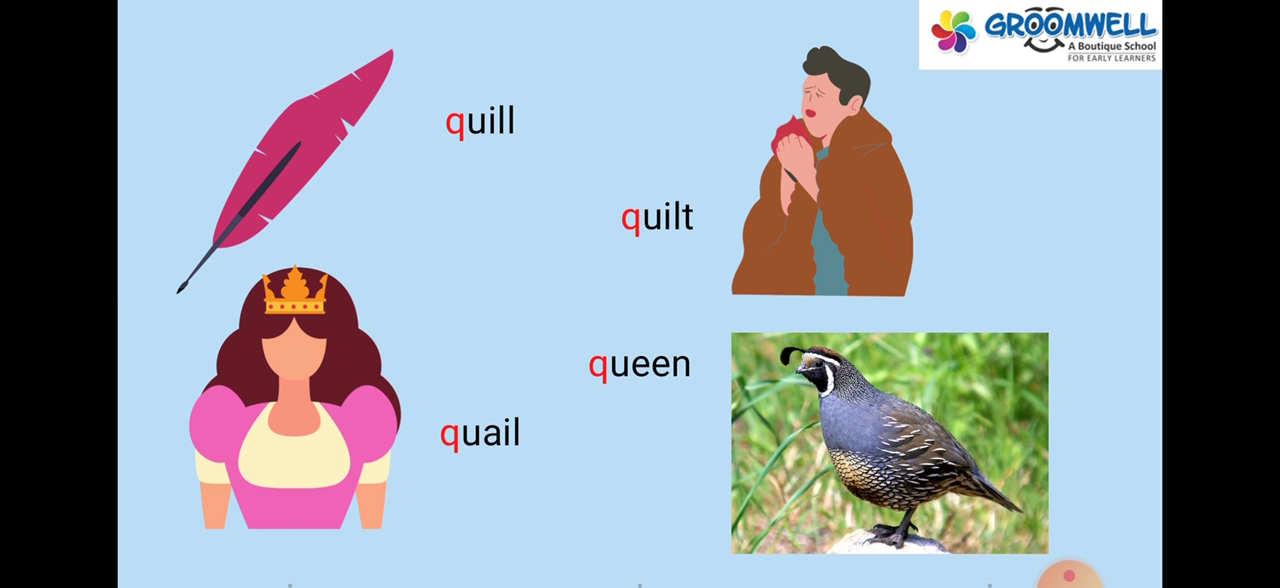 GROOMWELL
A Boutique School
FOR EARLY LEARNERS
quill
quilt
queen
quail